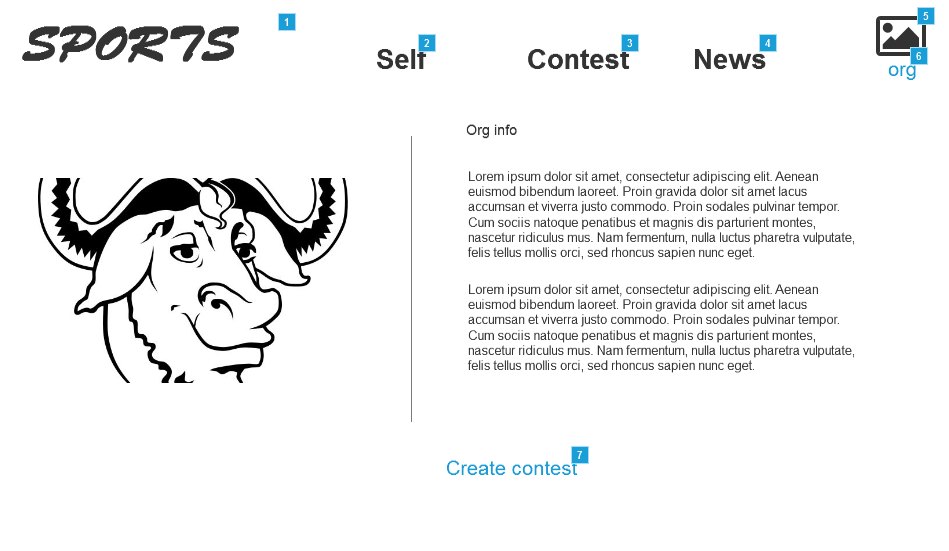 SPORTS
1
Self
2
Contest
3
News
4
5
6
org
Org info
Lorem ipsum dolor sit amet, consectetur adipiscing elit. Aenean
euismod bibendum laoreet. Proin gravida dolor sit amet lacus
accumsan et viverra justo commodo. Proin sodales pulvinar tempor.
Cum sociis natoque penatibus et magnis dis parturient montes,
nascetur ridiculus mus. Nam fermentum, nulla luctus pharetra vulputate,
felis tellus mollis orci, sed rhoncus sapien nunc eget.
Lorem ipsum dolor sit amet, consectetur adipiscing elit. Aenean
euismod bibendum laoreet. Proin gravida dolor sit amet lacus
accumsan et viverra justo commodo. Proin sodales pulvinar tempor.
Cum sociis natoque penatibus et magnis dis parturient montes,
nascetur ridiculus mus. Nam fermentum, nulla luctus pharetra vulputate,
felis tellus mollis orci, sed rhoncus sapien nunc eget.
Create contest
7